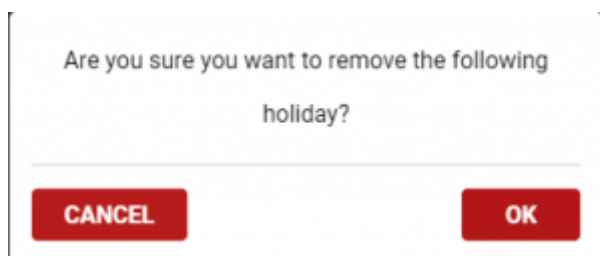 Are you sure you want to remove the following
holiday?
CANCEL
OK